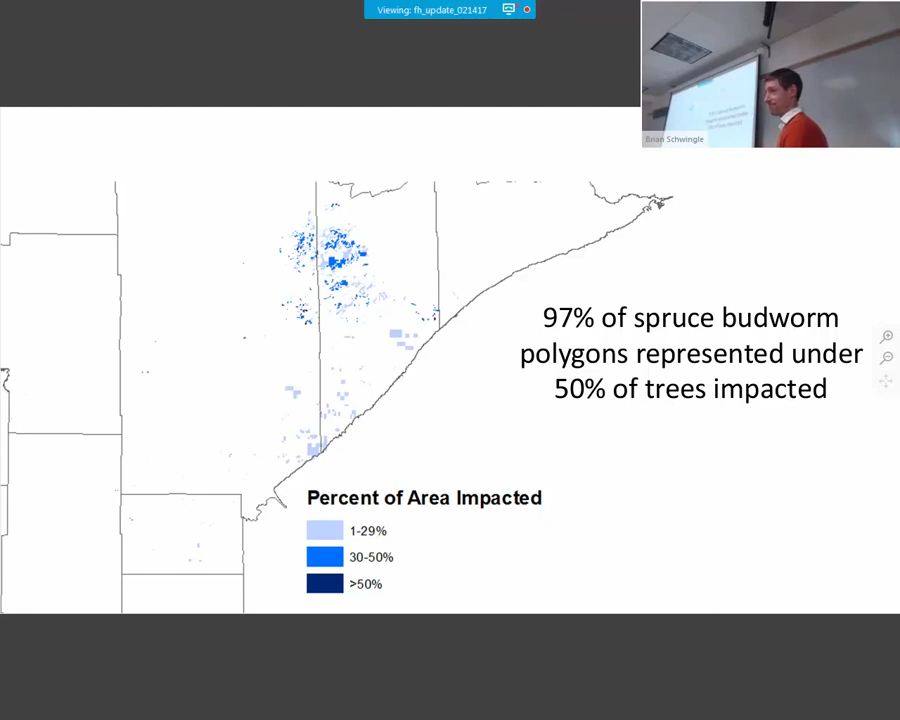 Viewing: fh_update_021417
Brian Schwingle
97% of spruce budworm
polygons represented under
50% of trees impacted
Percent of Area Impacted
1-29%
30-50%
>50%